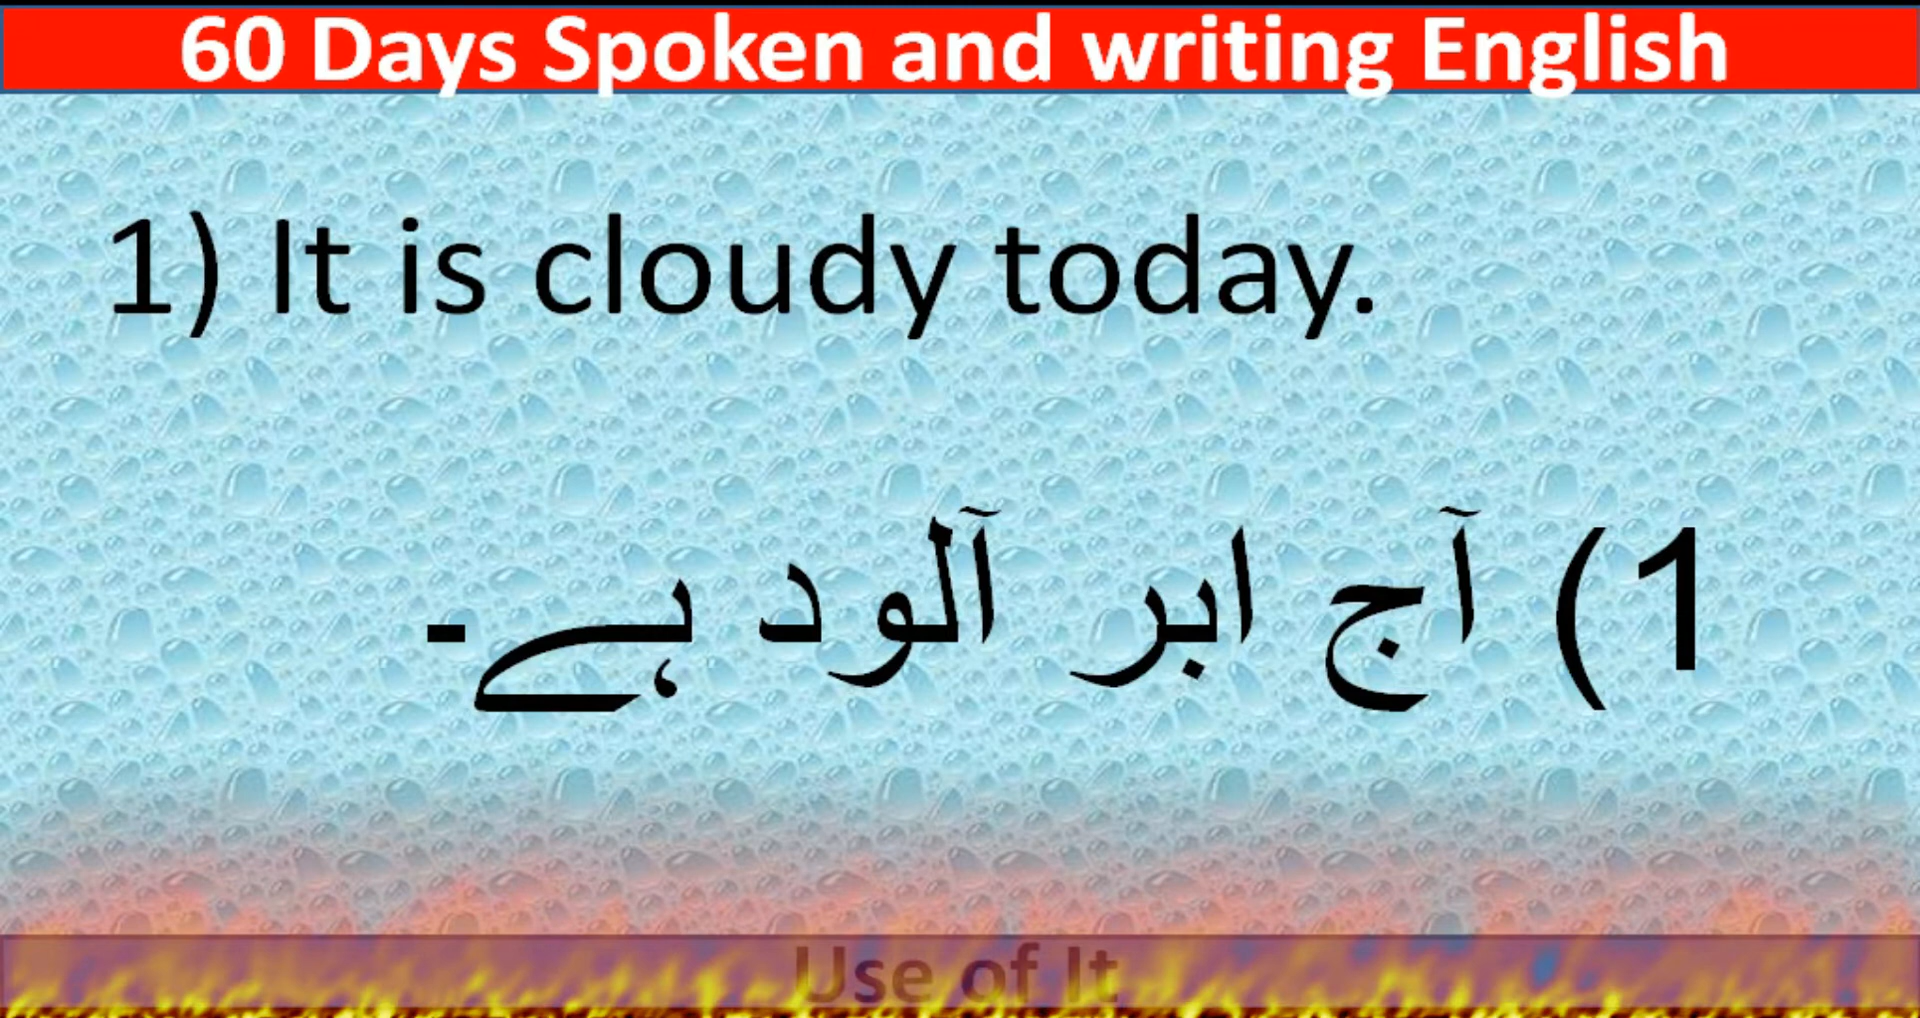 60 Days Spoken and writing English
1) It is cloudy today.
1) آج ابر آلود ہے۔
Use of It